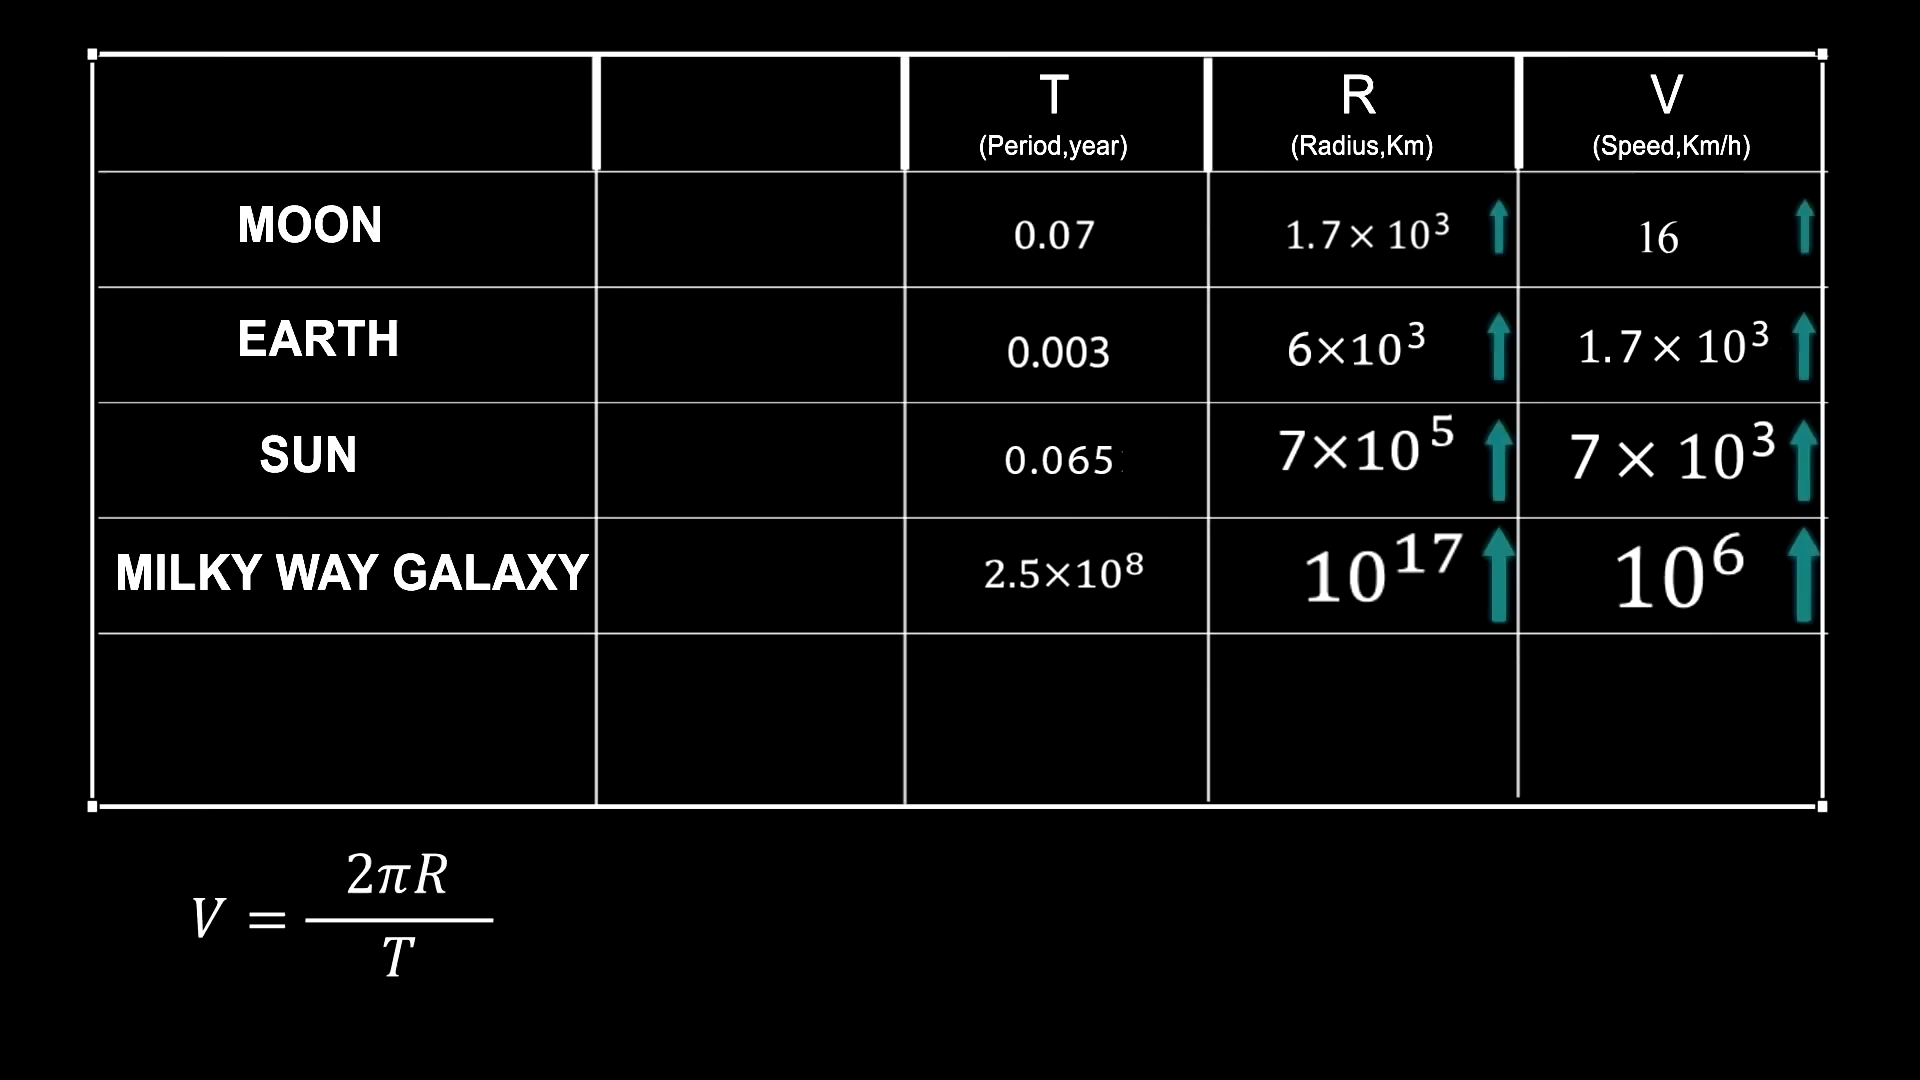 T R V
(Period,year) (Radius,Km) (Speed,Km/h)
MOON 0.07 1.7× 10³ 16
EARTH 0.003 6×10³ 1.7× 10³
SUN 0.065 7×10⁵ 7 × 10³
MILKY WAY GALAXY 2.5×10⁸ 10¹⁷ 10⁶
V = 2πR / T